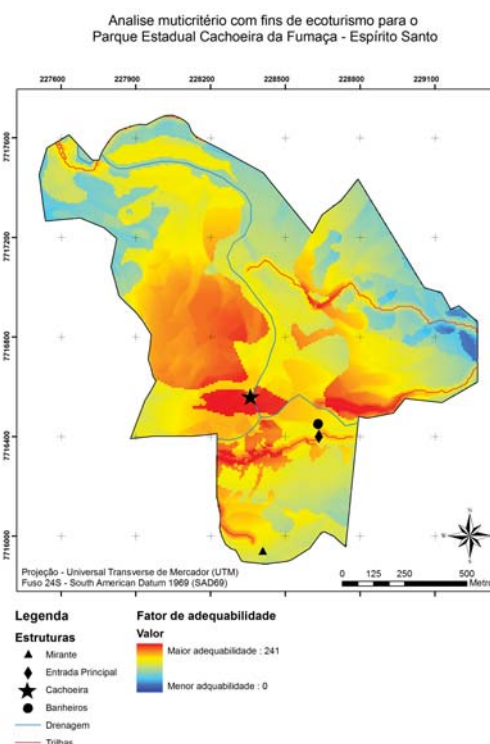 Analise muticritério com fins de ecoturismo para o
Parque Estadual Cachoeira da Fumaça - Espírito Santo
227600 227900 228200 228500 228800 229100
7717600
7717200
7716800
7716400
7716000
N
Projeção - Universal Transverse de Mercador (UTM)
Fuso 24S - South American Datum 1969 (SAD69)
0 125 250 500
Metro
Legenda
Estruturas
Mirante
Entrada Principal
Cachoeira
Banheiros
Drenagem
Trilhas
Fator de adequabilidade
Valor
Maior adequabilidade : 241
Menor adquabilidade : 0